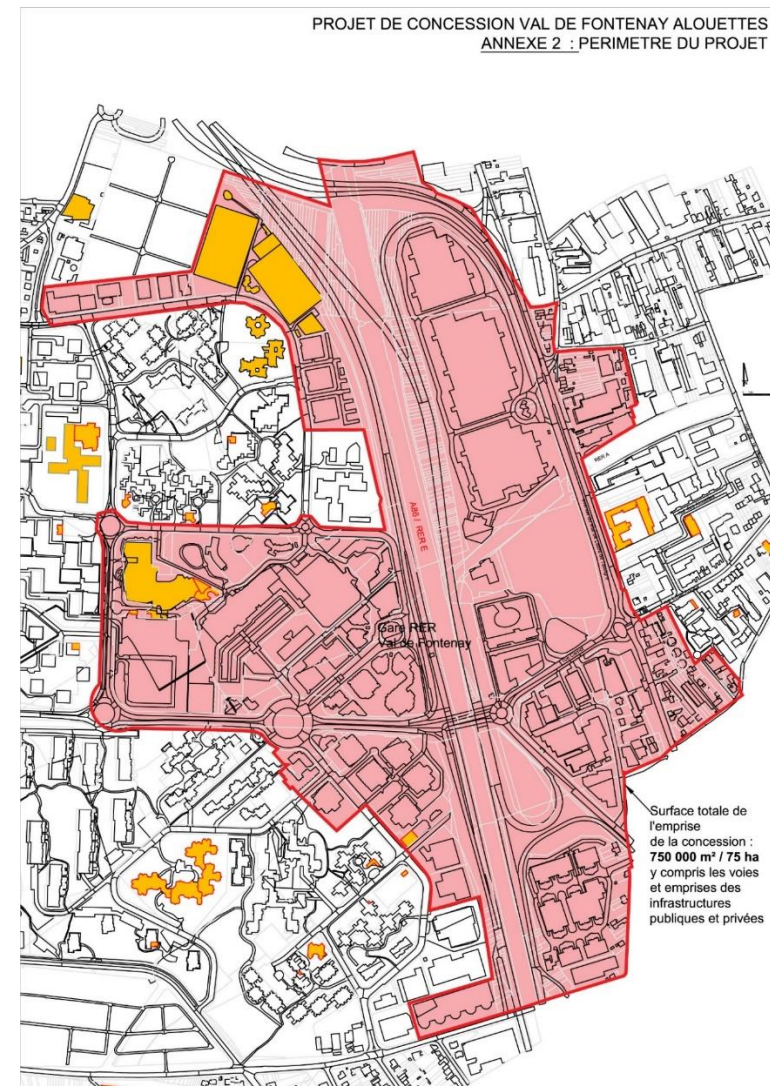 PROJET DE CONCESSION VAL DE FONTENAY ALOUETTES
ANNEXE 2 : PERIMETRE DU PROJET
RER A
A86 / RER E
Gare RER
Val de Fontenay
Surface totale de
l'emprise
de la concession :
750 000 m² / 75 ha
y compris les voies
et emprises des
infrastructures
publiques et privées